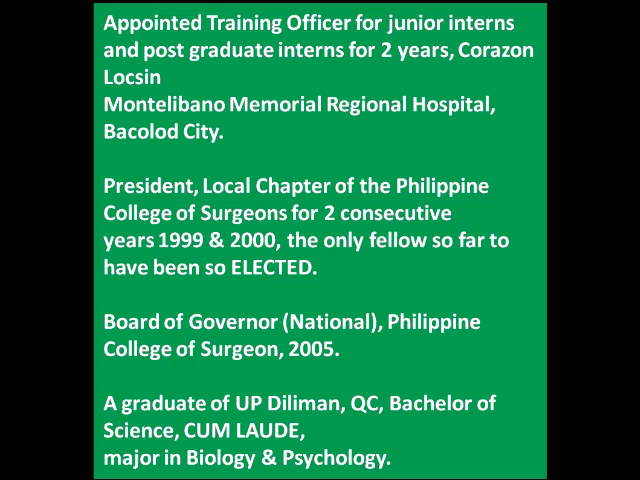 Appointed Training Officer for junior interns
and post graduate interns for 2 years, Corazon
Locsin
Montelibano Memorial Regional Hospital,
Bacolod City.
President, Local Chapter of the Philippine
College of Surgeons for 2 consecutive
years 1999 & 2000, the only fellow so far to
have been so ELECTED.
Board of Governor (National), Philippine
College of Surgeon, 2005.
A graduate of UP Diliman, QC, Bachelor of
Science, CUM LAUDE,
major in Biology & Psychology.